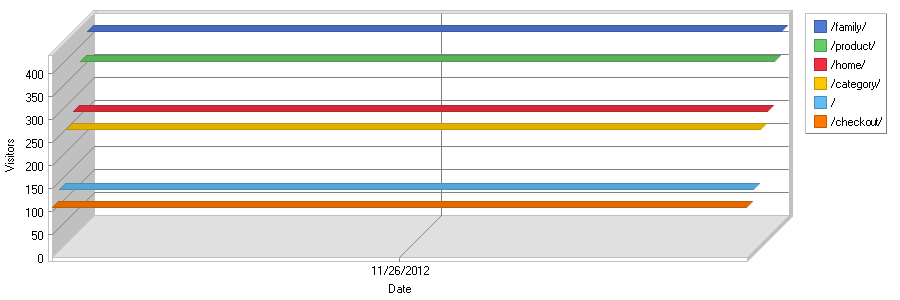 /family/
/product/
/home/
/category/
/
/checkout/
Visitors
400
350
300
250
200
150
100
50
0
11/26/2012
Date